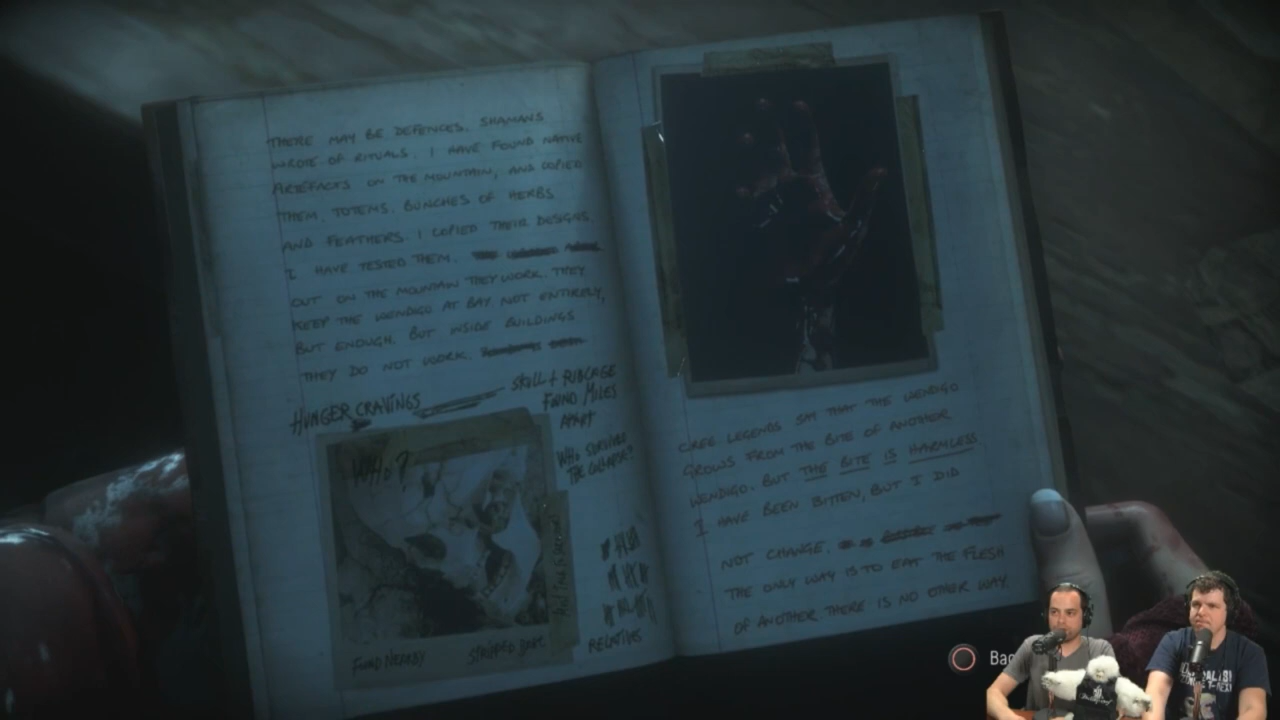 THERE MAY BE DEFENCES. SHAMANS
WROTE OF RITUALS. I HAVE FOUND NATIVE
ARTEFACTS ON THE MOUNTAIN, AND COPIED
THEM. TOTEMS. BUNCHES OF HERBS
AND FEATHERS. I COPIED THEIR DESIGNS.
I HAVE TESTED THEM.
OUT ON THE MOUNTAIN THEY WORK. THEY
KEEP THE WENDIGO AT BAY. NOT ENTIRELY,
BUT ENOUGH. BUT INSIDE BUILDINGS
THEY DO NOT WORK.
HUNGER CRAVINGS
SKULL + RIBCAGE
FOUND MILES
APART
WHO?
WHO SURVIVED
THE COLLAPSE?
RELATIVES
FOUND NEARBY
STRIPPED BARE
CREE LEGENDS SAY THAT THE WENDIGO
GROWS FROM THE BITE OF ANOTHER
WENDIGO. BUT THE BITE IS HARMLESS
I HAVE BEEN BITTEN, BUT I DID
NOT CHANGE.
THE ONLY WAY IS TO EAT THE FLESH
OF ANOTHER THERE IS NO OTHER WAY.